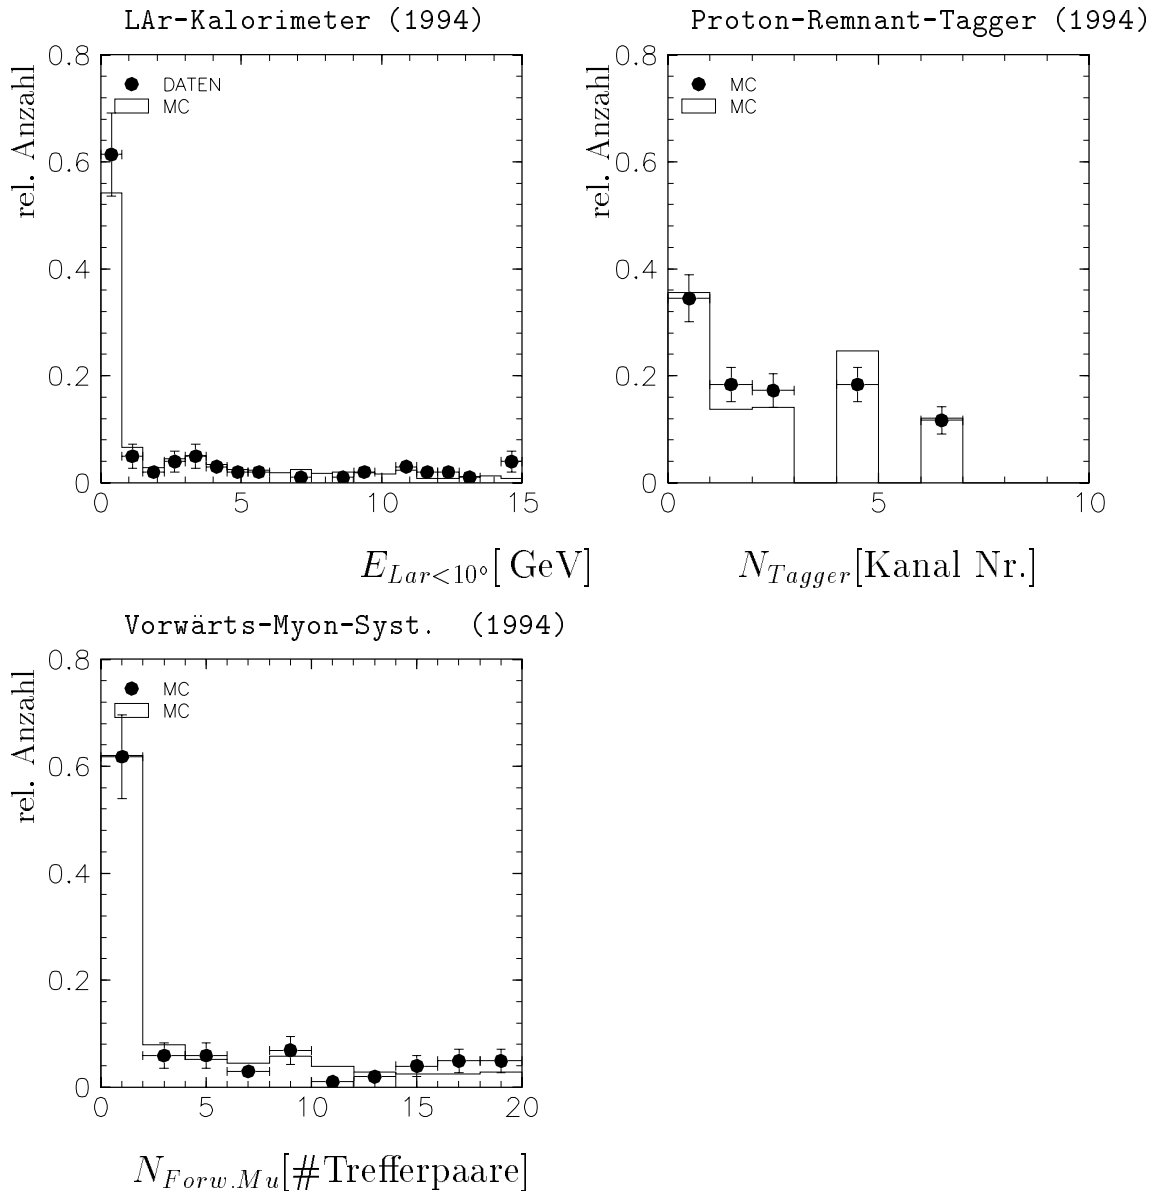 LAr-Kalorimeter (1994)
rel. Anzahl
0.8
0.6
0.4
0.2
0
DATEN
MC
0 5 10 15
E_{Lar<10°}[ GeV]
Proton-Remnant-Tagger (1994)
rel. Anzahl
0.8
0.6
0.4
0.2
0
MC
MC
0 5 10
N_{Tagger}[Kanal Nr.]
Vorwärts-Myon-Syst. (1994)
rel. Anzahl
0.8
0.6
0.4
0.2
0
MC
MC
0 5 10 15 20
N_{Forw.Mu}[#Trefferpaare]